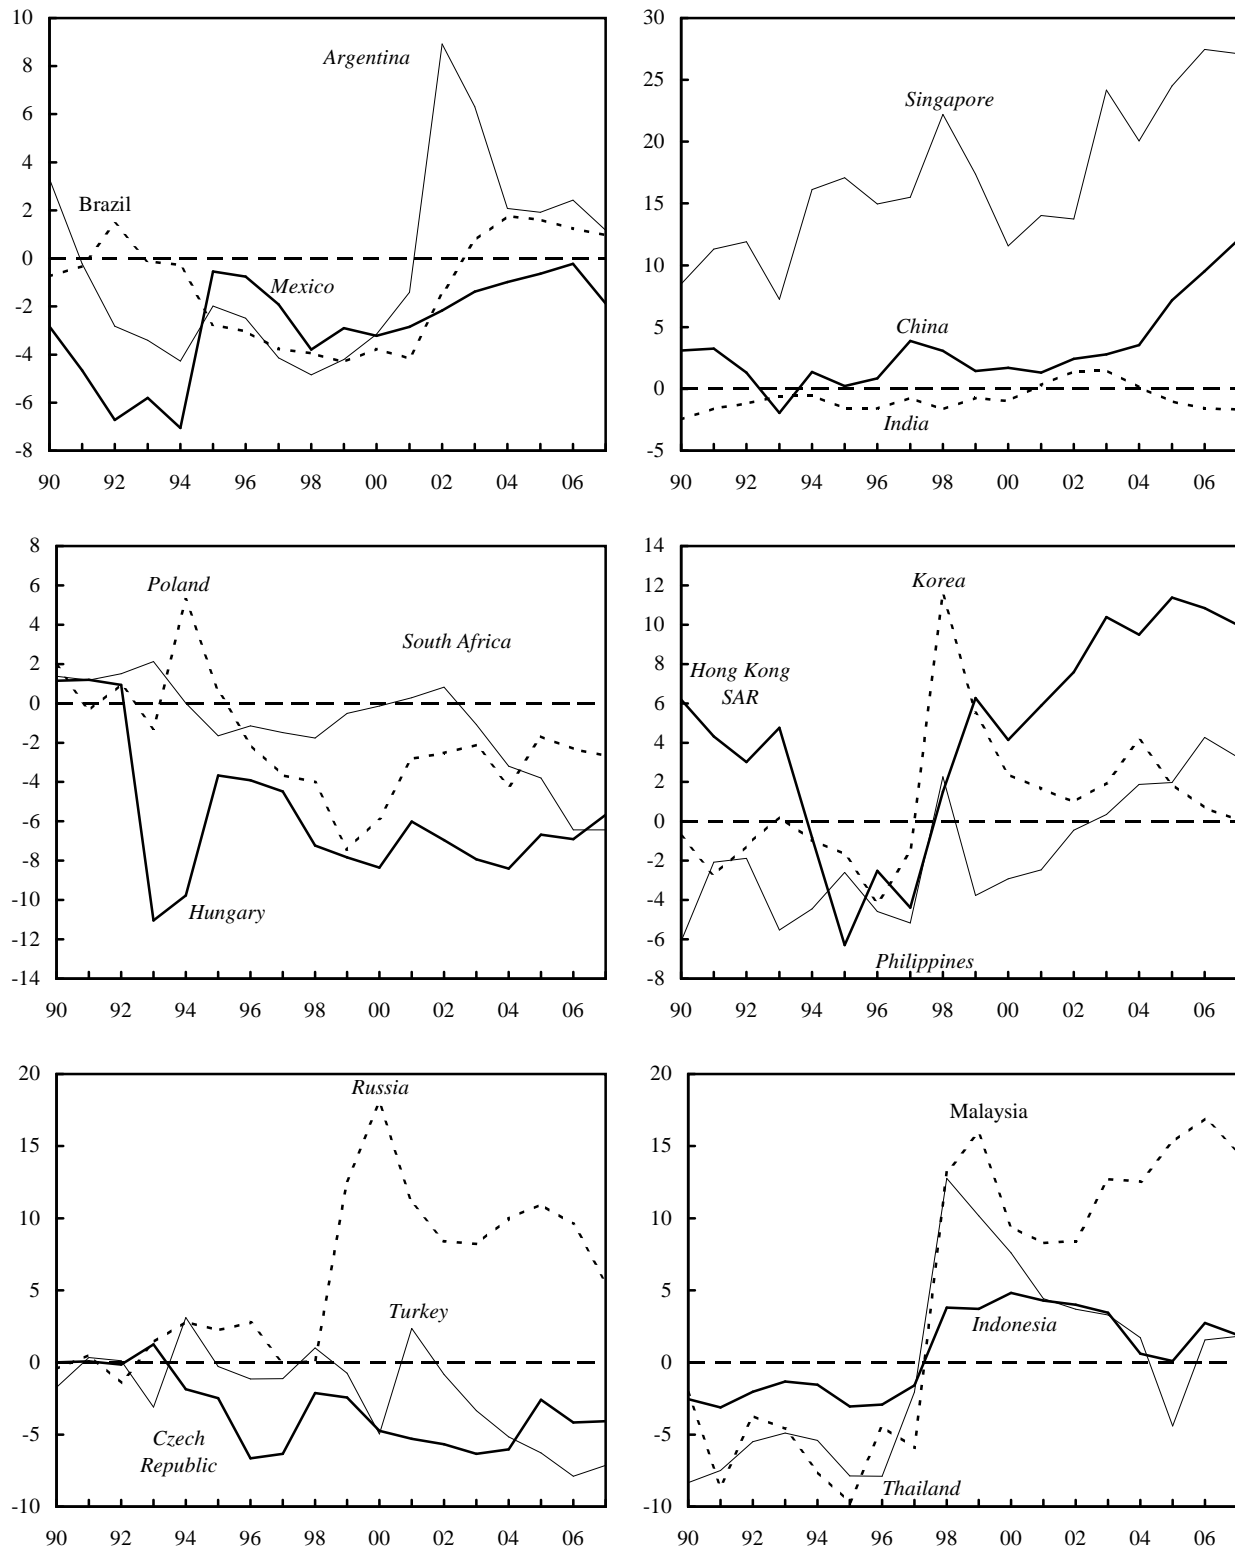 10
8
6
4
2
0
-2
-4
-6
-8
90 92 94 96 98 00 02 04 06
Argentina
Brazil
Mexico
30
25
20
15
10
5
0
-5
90 92 94 96 98 00 02 04 06
Singapore
China
India
8
6
4
2
0
-2
-4
-6
-8
-10
-12
-14
90 92 94 96 98 00 02 04 06
Poland
South Africa
Hungary
14
12
10
8
6
4
2
0
-2
-4
-6
-8
90 92 94 96 98 00 02 04 06
Korea
Hong Kong
SAR
Philippines
20
15
10
5
0
-5
-10
90 92 94 96 98 00 02 04 06
Russia
Turkey
Czech
Republic
20
15
10
5
0
-5
-10
90 92 94 96 98 00 02 04 06
Malaysia
Indonesia
Thailand